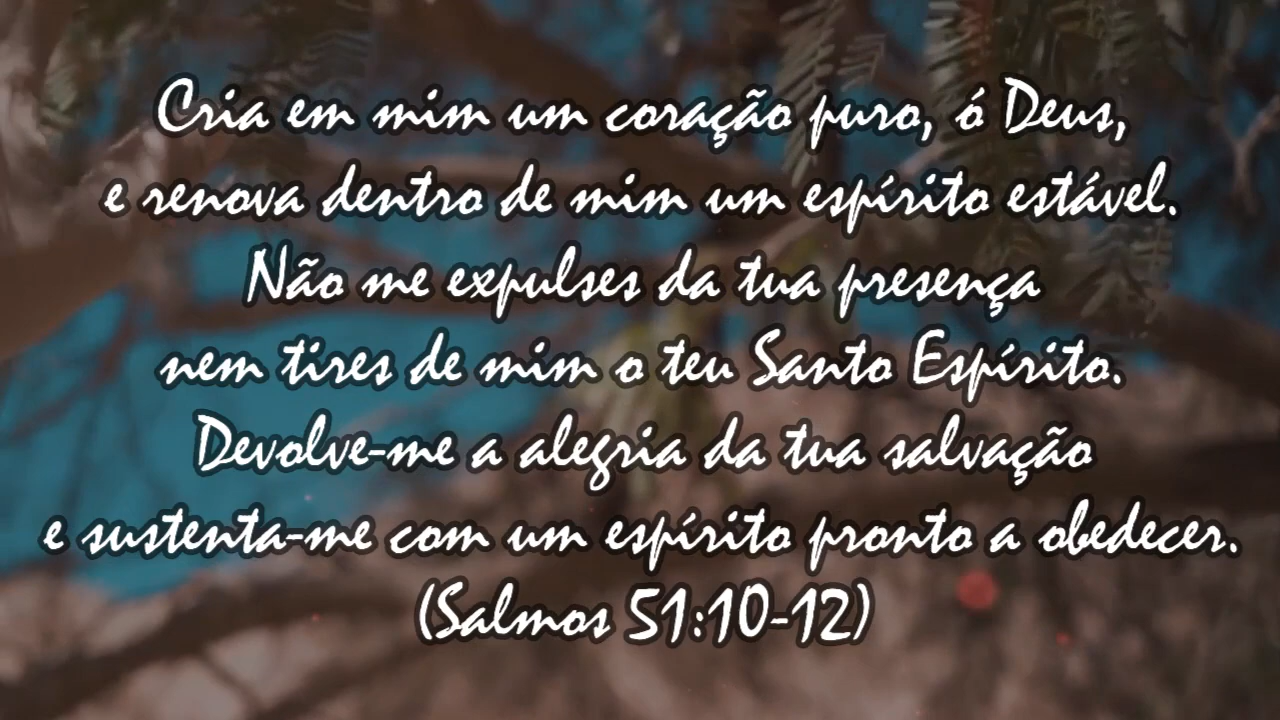 Cria em mim um coração puro, ó Deus,
e renova dentro de mim um espírito estável.
Não me expulses da tua presença
nem tires de mim o teu Santo Espírito.
Devolve-me a alegria da tua salvação
e sustenta-me com um espírito pronto a obedecer.
(Salmos 51:10-12)